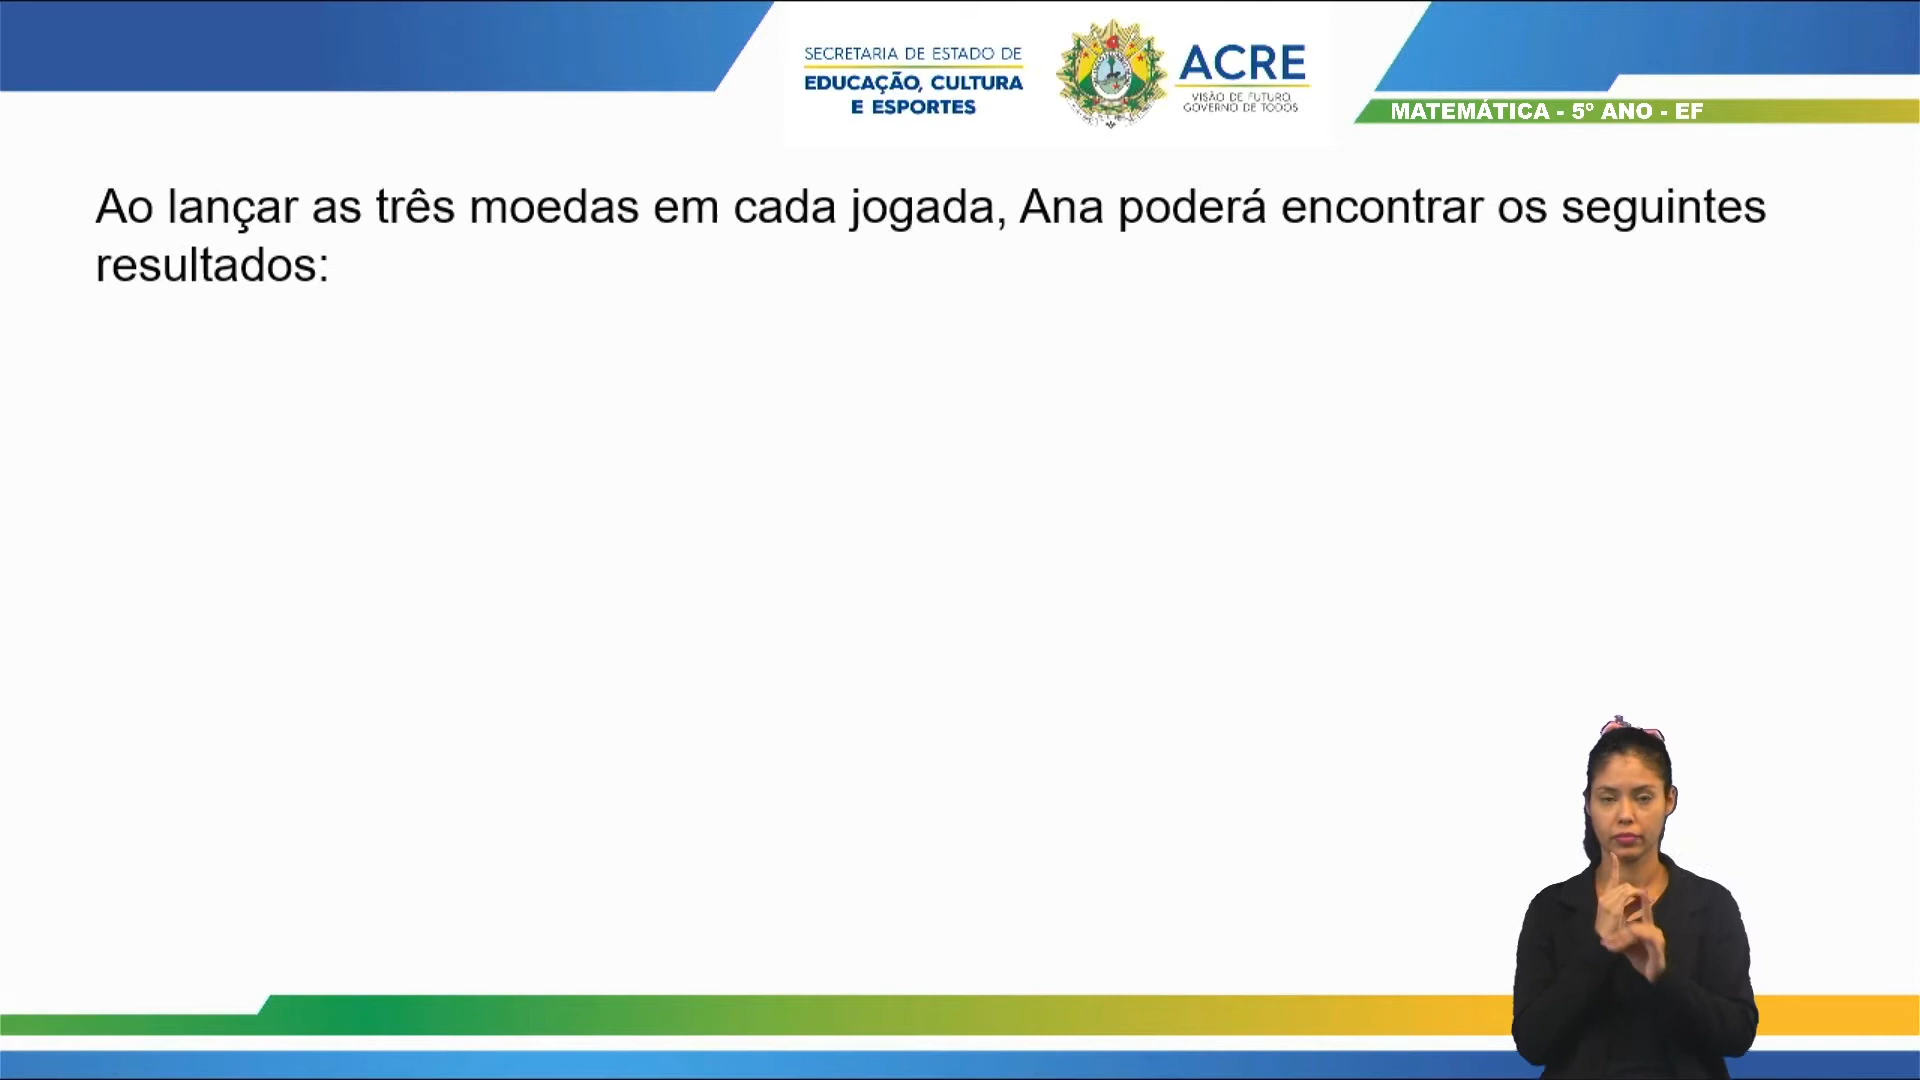 SECRETARIA DE ESTADO DE
EDUCAÇÃO, CULTURA
E ESPORTES
ACRE
VISÃO DE FUTURO,
GOVERNO DE TODOS
MATEMÁTICA - 5º ANO - EF
Ao lançar as três moedas em cada jogada, Ana poderá encontrar os seguintes
resultados: